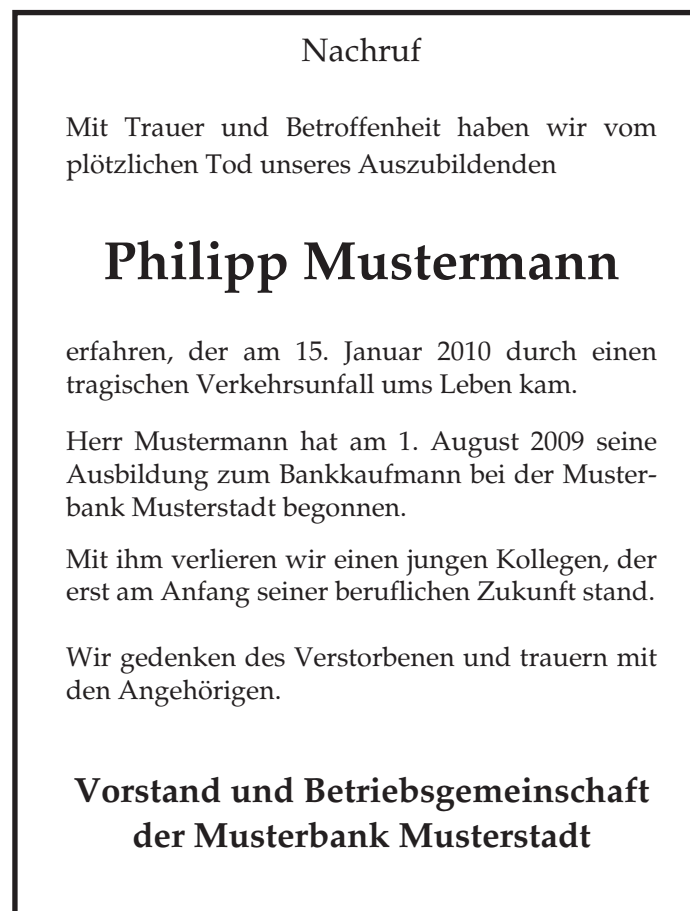 Nachruf
Mit Trauer und Betroffenheit haben wir vom
plötzlichen Tod unseres Auszubildenden
Philipp Mustermann
erfahren, der am 15. Januar 2010 durch einen
tragischen Verkehrsunfall ums Leben kam.
Herr Mustermann hat am 1. August 2009 seine
Ausbildung zum Bankkaufmann bei der Muster-
bank Musterstadt begonnen.
Mit ihm verlieren wir einen jungen Kollegen, der
erst am Anfang seiner beruflichen Zukunft stand.
Wir gedenken des Verstorbenen und trauern mit
den Angehörigen.
Vorstand und Betriebsgemeinschaft
der Musterbank Musterstadt